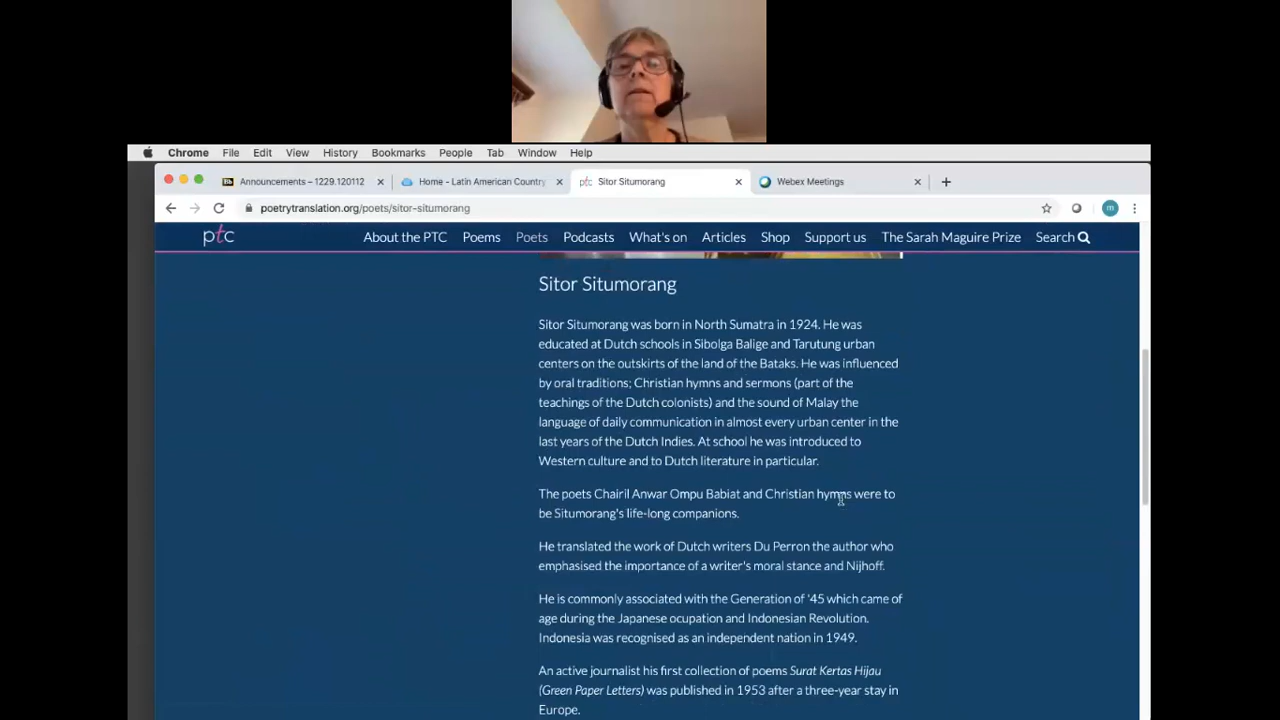 Chrome File Edit View History Bookmarks People Tab Window Help
Announcements – 1229.120112 Home - Latin American Country Sitor Situmorang Webex Meetings
poetrytranslation.org/poets/sitor-situmorang m
ptc About the PTC Poems Poets Podcasts What's on Articles Shop Support us The Sarah Maguire Prize Search
Sitor Situmorang
Sitor Situmorang was born in North Sumatra in 1924. He was
educated at Dutch schools in Sibolga Balige and Tarutung urban
centers on the outskirts of the land of the Bataks. He was influenced
by oral traditions; Christian hymns and sermons (part of the
teachings of the Dutch colonists) and the sound of Malay the
language of daily communication in almost every urban center in the
last years of the Dutch Indies. At school he was introduced to
Western culture and to Dutch literature in particular.
The poets Chairil Anwar Ompu Babiat and Christian hymns were to
be Situmorang's life-long companions.
He translated the work of Dutch writers Du Perron the author who
emphasised the importance of a writer's moral stance and Nijhoff.
He is commonly associated with the Generation of '45 which came of
age during the Japanese ocupation and Indonesian Revolution.
Indonesia was recognised as an independent nation in 1949.
An active journalist his first collection of poems Surat Kertas Hijau
(Green Paper Letters) was published in 1953 after a three-year stay in
Europe.